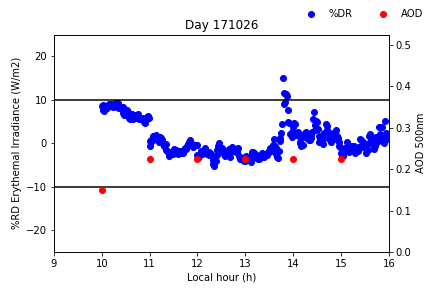 %DR AOD
Day 171026
%RD Erythemal Irradiance (W/m2)
20
10
0
−10
−20
0.5
0.4
0.3
0.2
0.1
0.0
AOD 500nm
9 10 11 12 13 14 15 16
Local hour (h)